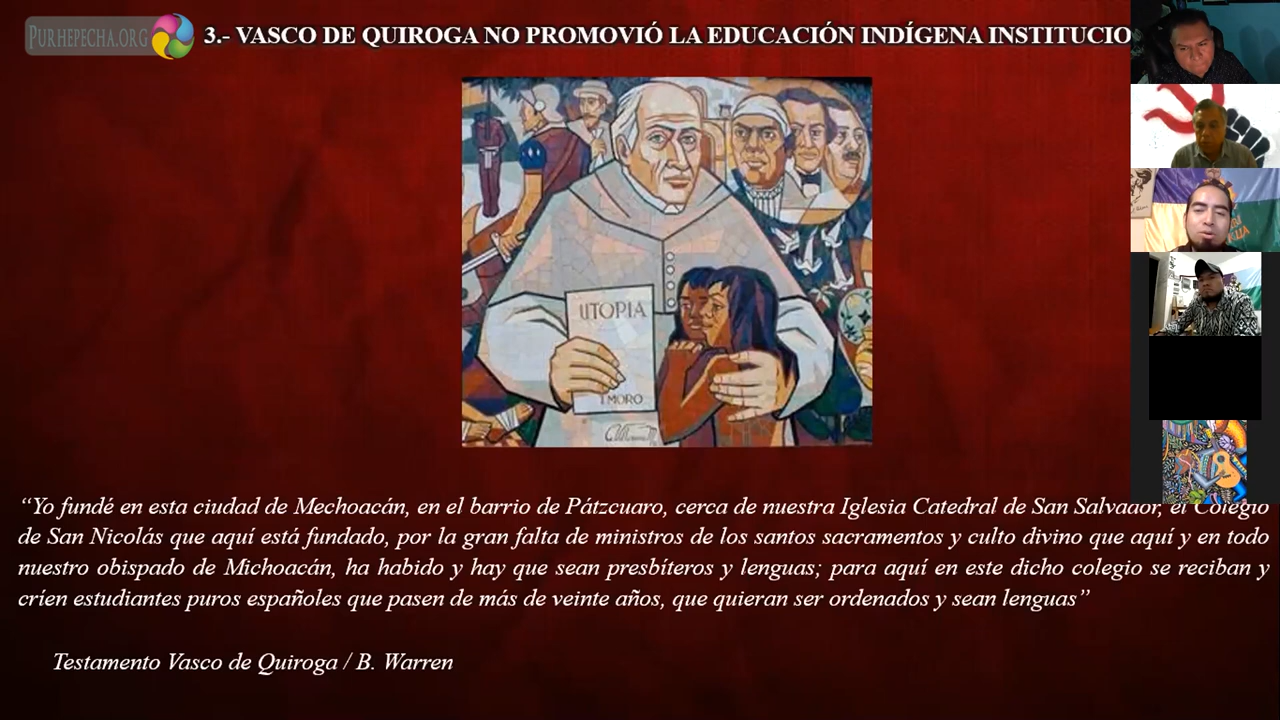 PURHEPECHA.ORG
3.- VASCO DE QUIROGA NO PROMOVIÓ LA EDUCACIÓN INDÍGENA INSTITUCIO
UTOPIA
T MORO
“Yo fundé en esta ciudad de Mechoacán, en el barrio de Pátzcuaro, cerca de nuestra Iglesia Catedral de San Salvador, el Colegio
de San Nicolás que aquí está fundado, por la gran falta de ministros de los santos sacramentos y culto divino que aquí y en todo
nuestro obispado de Michoacán, ha habido y hay que sean presbíteros y lenguas; para aquí en este dicho colegio se reciban y
críen estudiantes puros españoles que pasen de más de veinte años, que quieran ser ordenados y sean lenguas”
Testamento Vasco de Quiroga / B. Warren